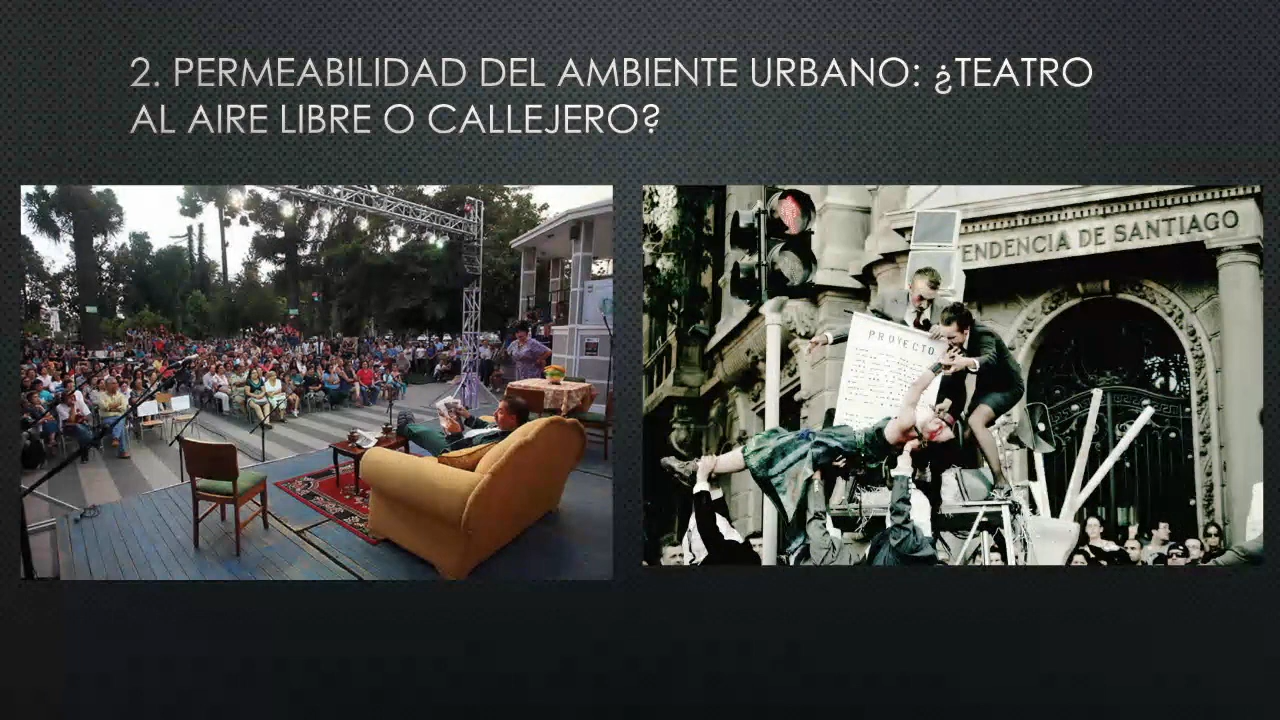 2. PERMEABILIDAD DEL AMBIENTE URBANO: ¿TEATRO
AL AIRE LIBRE O CALLEJERO?
ENDENCIA DE SANTIAGO
PROYECTO